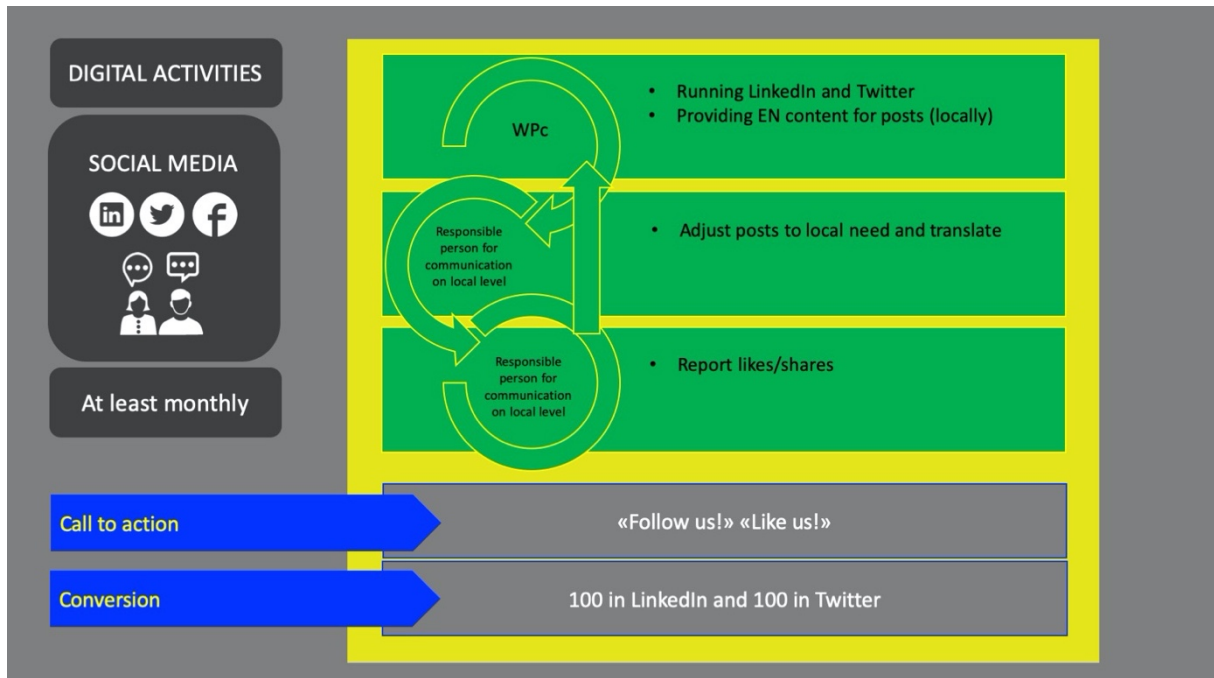 DIGITAL ACTIVITIES
SOCIAL MEDIA
in
f
At least monthly
WPc
• Running LinkedIn and Twitter
• Providing EN content for posts (locally)
Responsible
person for
communication
on local level
• Adjust posts to local need and translate
Responsible
person for
communication
on local level
• Report likes/shares
Call to action
«Follow us!» «Like us!»
Conversion
100 in LinkedIn and 100 in Twitter